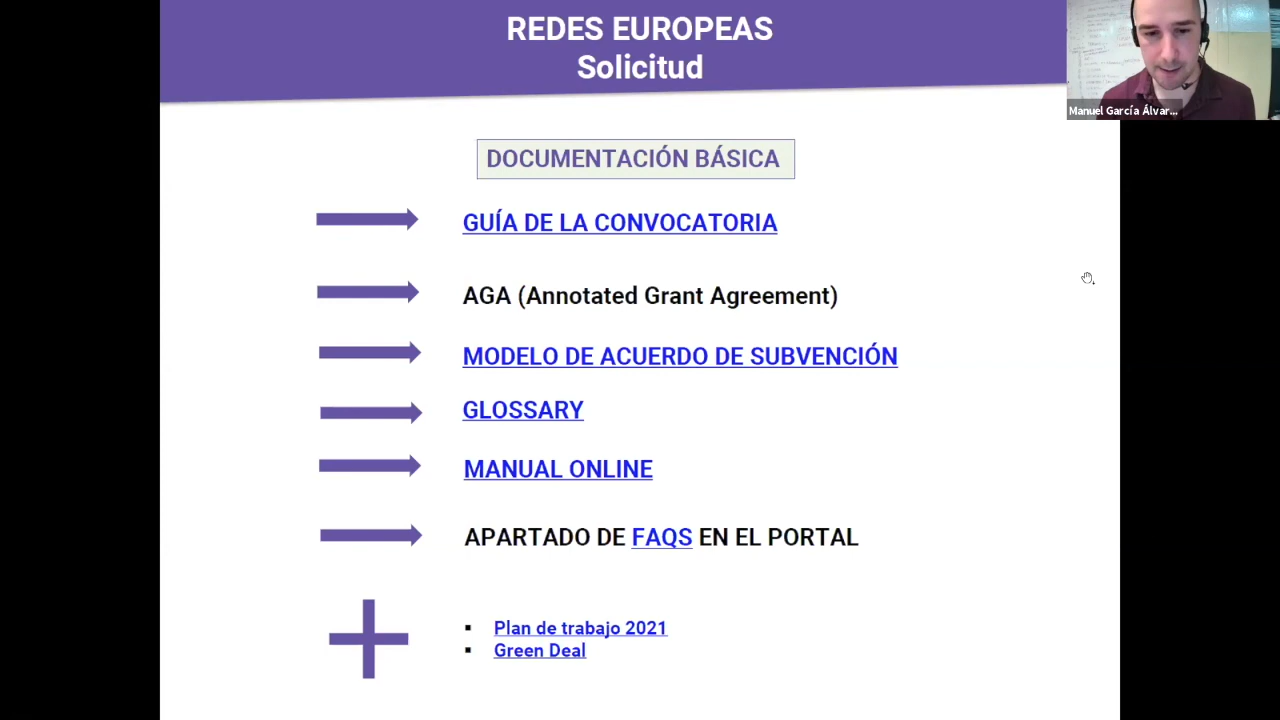 REDES EUROPEAS
Solicitud
Manuel García Álvar...
DOCUMENTACIÓN BÁSICA
GUÍA DE LA CONVOCATORIA
AGA (Annotated Grant Agreement)
MODELO DE ACUERDO DE SUBVENCIÓN
GLOSSARY
MANUAL ONLINE
APARTADO DE FAQS EN EL PORTAL
▪ Plan de trabajo 2021
▪ Green Deal